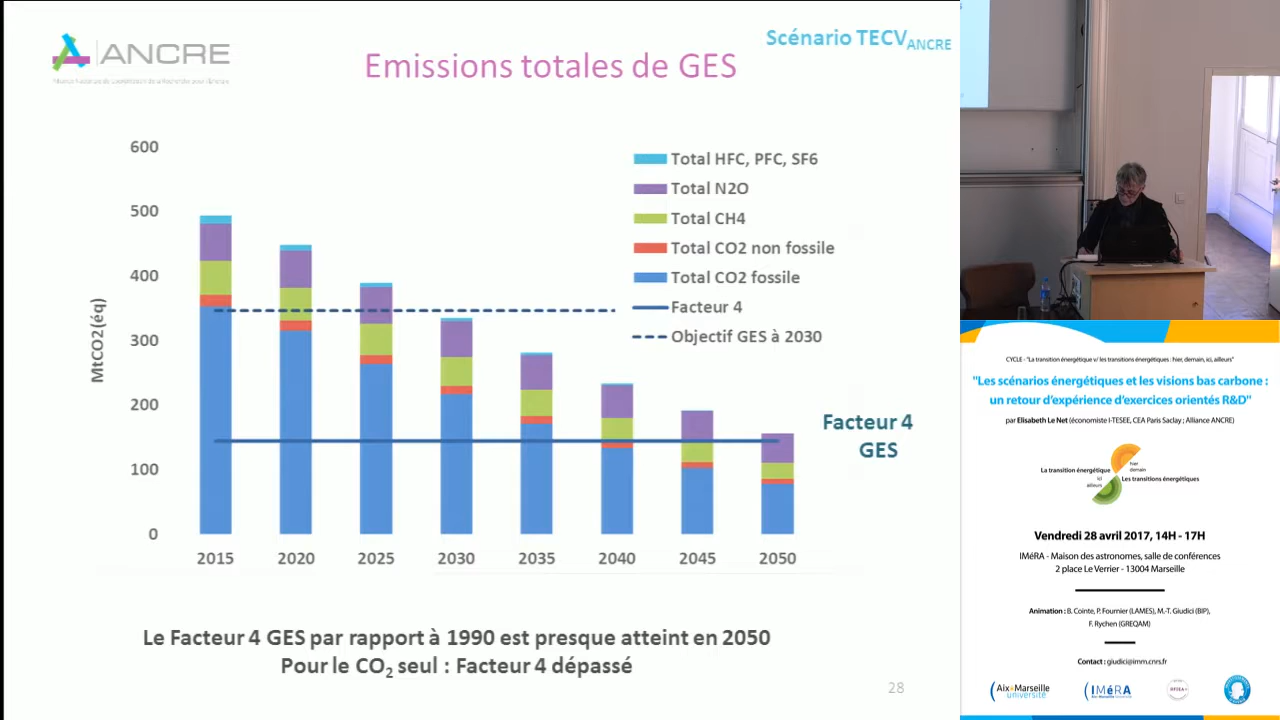 ANCRE
Emissions totales de GES
Scénario TECV ANCRE
600
500
400
300
200
100
0
MtCO2(éq)
Total HFC, PFC, SF6
Total N2O
Total CH4
Total CO2 non fossile
Total CO2 fossile
Facteur 4
Objectif GES à 2030
Facteur 4
GES
2015 2020 2025 2030 2035 2040 2045 2050
Le Facteur 4 GES par rapport à 1990 est presque atteint en 2050
Pour le CO2 seul : Facteur 4 dépassé
28
CYCLE - "La transition énergétique v/ les transitions énergétiques : hier, demain, ici, ailleurs"
"Les scénarios énergétiques et les visions bas carbone :
un retour d'expérience d'exercices orientés R&D"
par Elisabeth Le Net (économiste I-TESEE, CEA Paris Saclay ; Alliance ANCRE)
La transition énergétique
hier
demain
ici
ailleurs
Les transitions énergétiques
Vendredi 28 avril 2017, 14H - 17H
IMéRA - Maison des astronomes, salle de conférences
2 place Le Verrier - 13004 Marseille
Animation : B. Cointe, P. Fournier (LAMES), M.-T. Giudici (BIP),
F. Rychen (GREQAM)
Contact : giudici@imm.cnrs.fr
Aix*Marseille
université
IMéRA